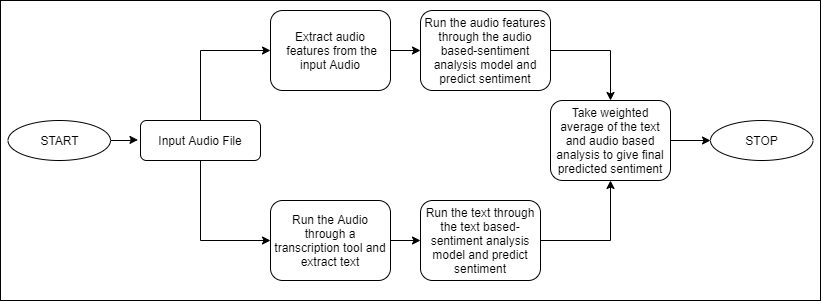 START
Input Audio File
Extract audio
features from the
input Audio
Run the audio features
through the audio
based-sentiment
analysis model and
predict sentiment
Run the Audio
through a
transcription tool and
extract text
Run the text through
the text based-
sentiment analysis
model and predict
sentiment
Take weighted
average of the text
and audio based
analysis to give final
predicted sentiment
STOP